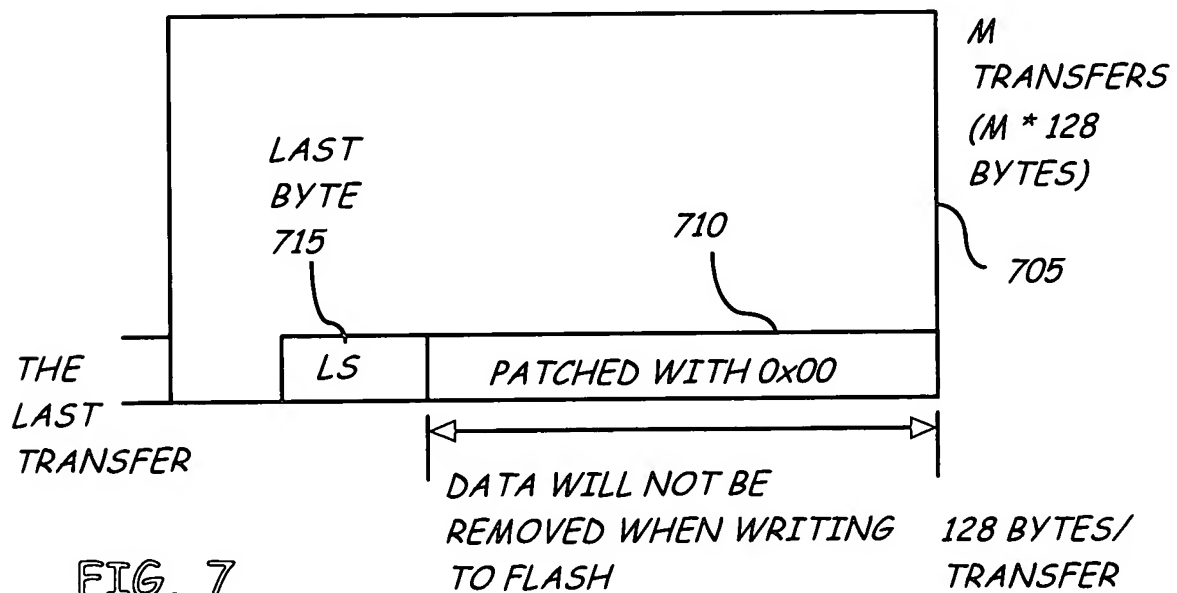 M
TRANSFERS
(M * 128
BYTES)
LAST
BYTE
715
710
705
THE
LAST
TRANSFER
LS
PATCHED WITH 0x00
DATA WILL NOT BE
REMOVED WHEN WRITING
TO FLASH
128 BYTES/
TRANSFER
FIG. 7